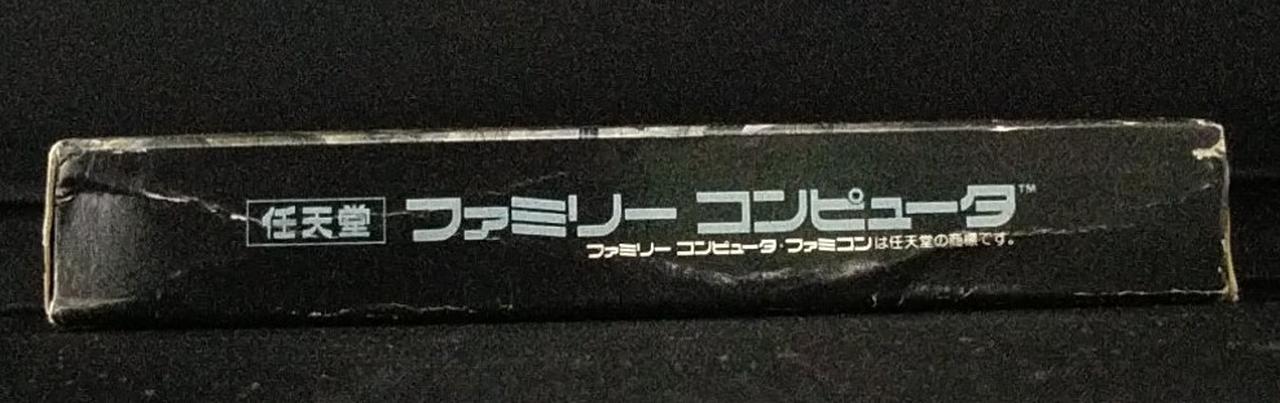 任天堂 ファミリー コンピュータ™
ファミリー コンピュータ・ファミコンは任天堂の商標です。